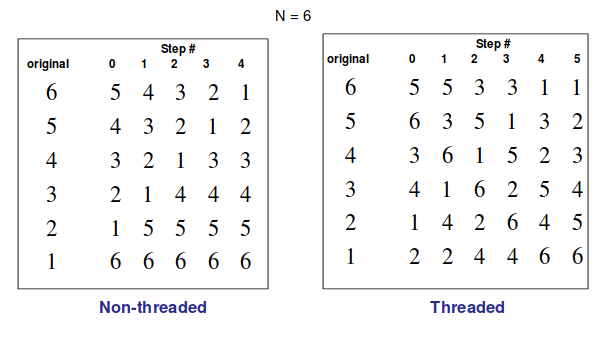 N = 6
Step #
original 0 1 2 3 4
6 5 4 3 2 1
5 4 3 2 1 2
4 3 2 1 3 3
3 2 1 4 4 4
2 1 5 5 5 5
1 6 6 6 6 6
Non-threaded
Step #
original 0 1 2 3 4 5
6 5 5 3 3 1 1
5 6 3 5 1 3 2
4 3 6 1 5 2 3
3 4 1 6 2 5 4
2 1 4 2 6 4 5
1 2 2 4 4 6 6
Threaded